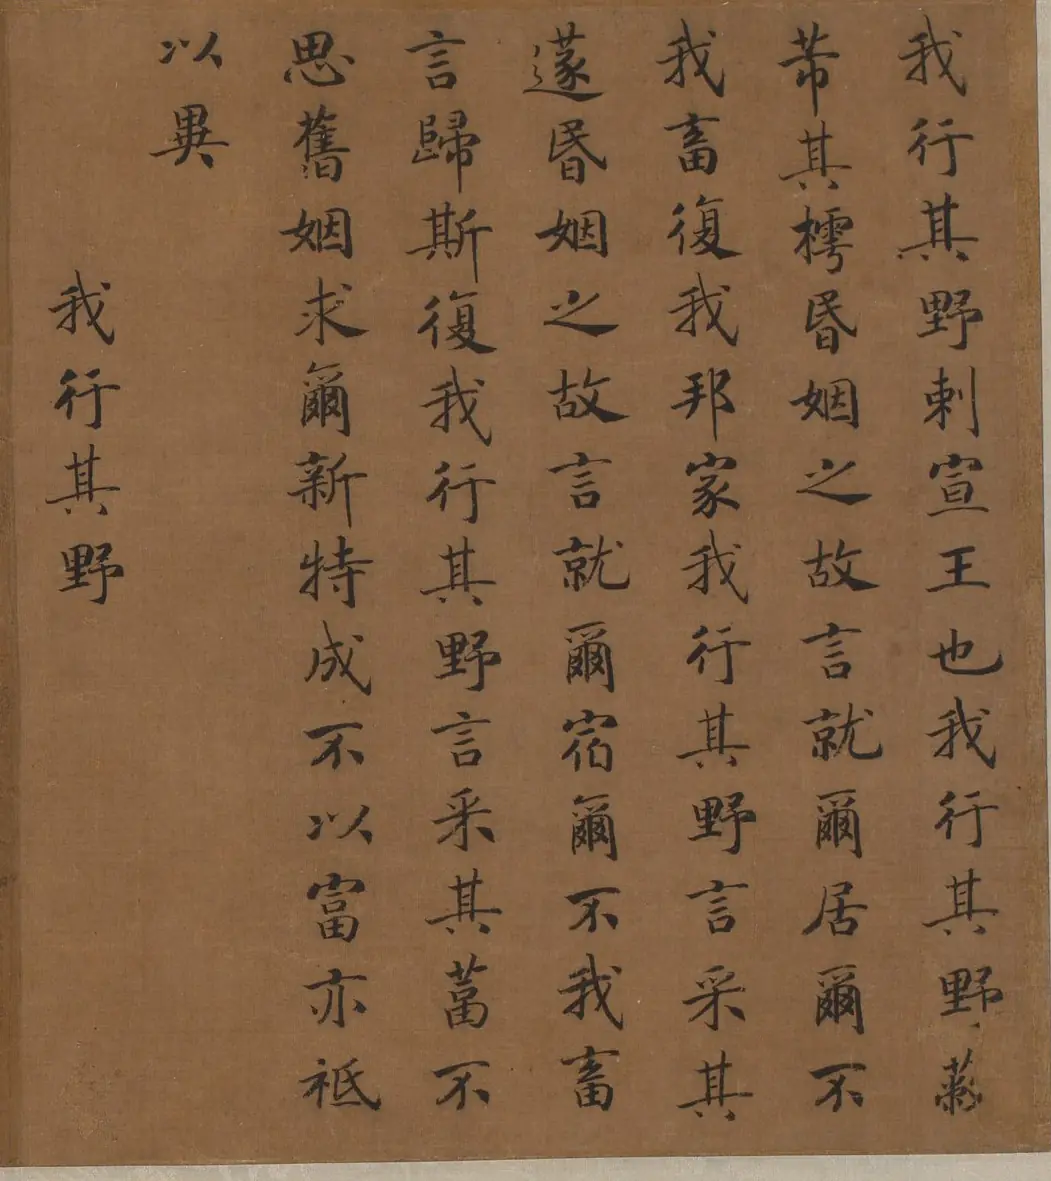 我行其野刺宣王也我行其野蔽
芾其樗昬姻之故言就爾居爾不
我畜復我邦家我行其野言采其
蓫昬姻之故言就爾宿爾不我畜
言歸斯復我行其野言采其葍不
思舊姻求爾新特成不以富亦祗
以異
我行其野